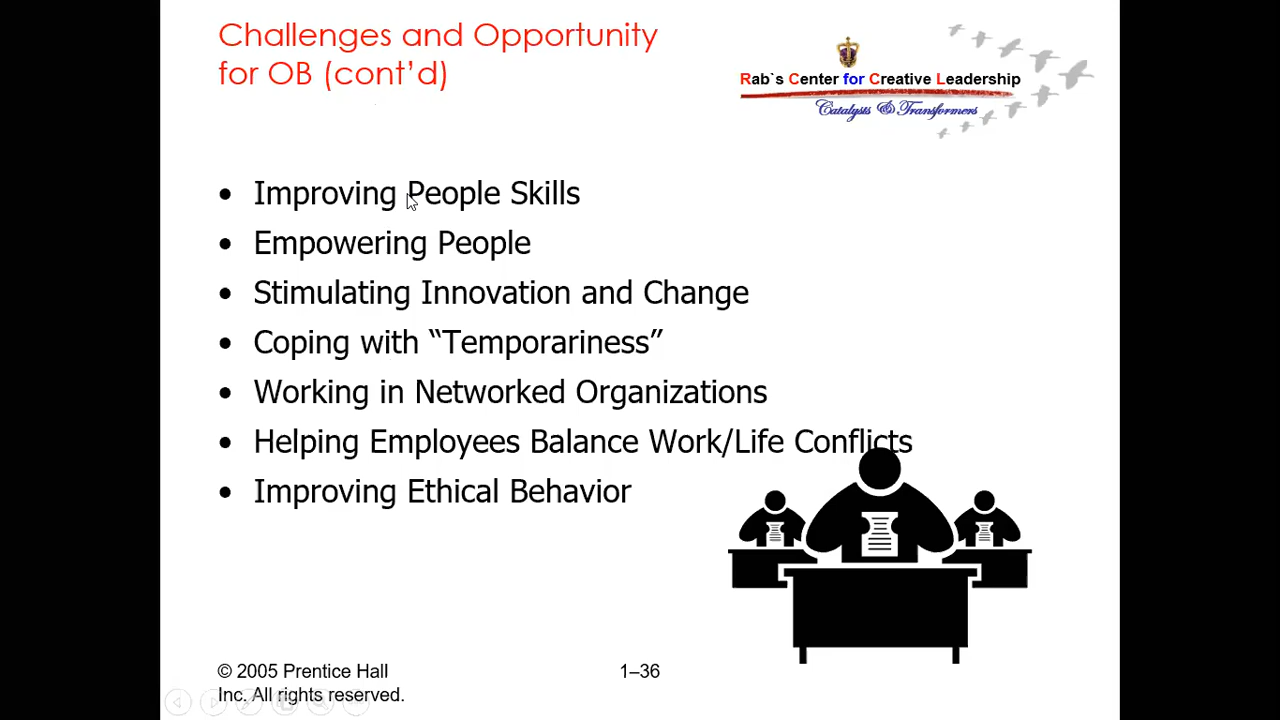 Challenges and Opportunity
for OB (cont’d)
Rab`s Center for Creative Leadership
Catalysts & Transformers
• Improving People Skills
• Empowering People
• Stimulating Innovation and Change
• Coping with “Temporariness”
• Working in Networked Organizations
• Helping Employees Balance Work/Life Conflicts
• Improving Ethical Behavior
© 2005 Prentice Hall
Inc. All rights reserved.
1–36